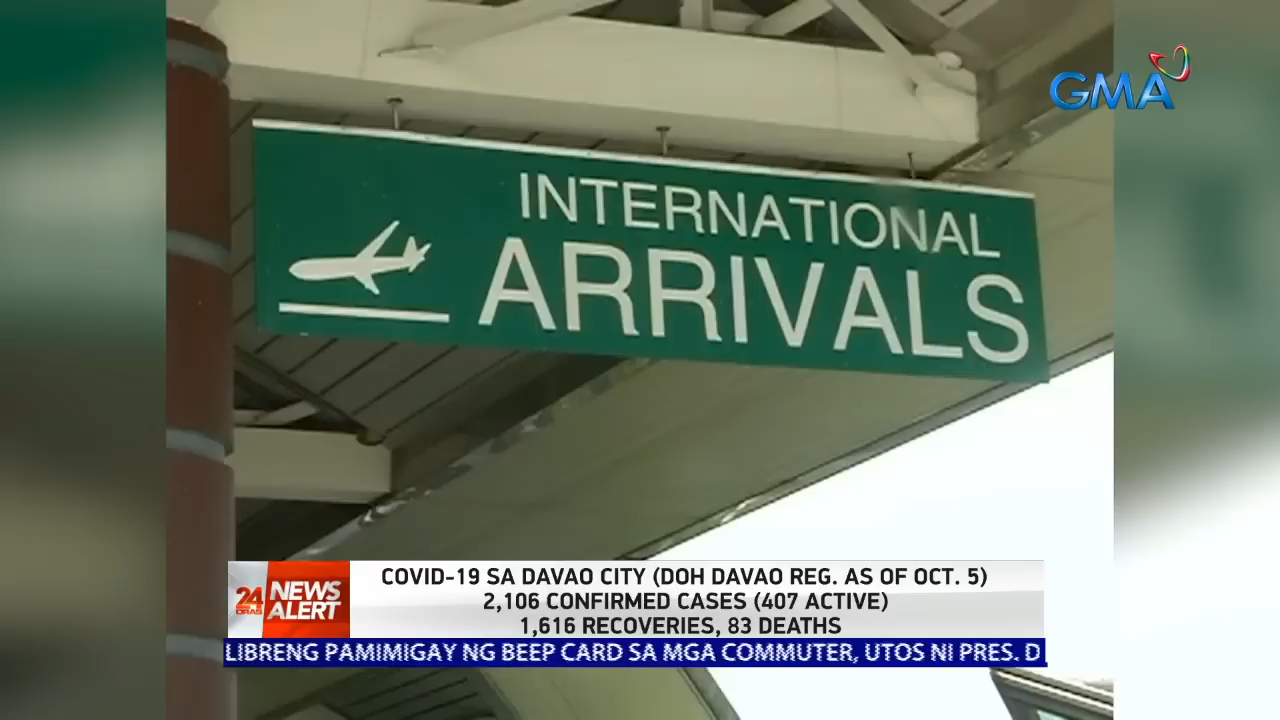 GMA
INTERNATIONAL
ARRIVALS
24
ORAS
NEWS
ALERT
COVID-19 SA DAVAO CITY (DOH DAVAO REG. AS OF OCT. 5)
2,106 CONFIRMED CASES (407 ACTIVE)
1,616 RECOVERIES, 83 DEATHS
LIBRENG PAMIMIGAY NG BEEP CARD SA MGA COMMUTER, UTOS NI PRES. D